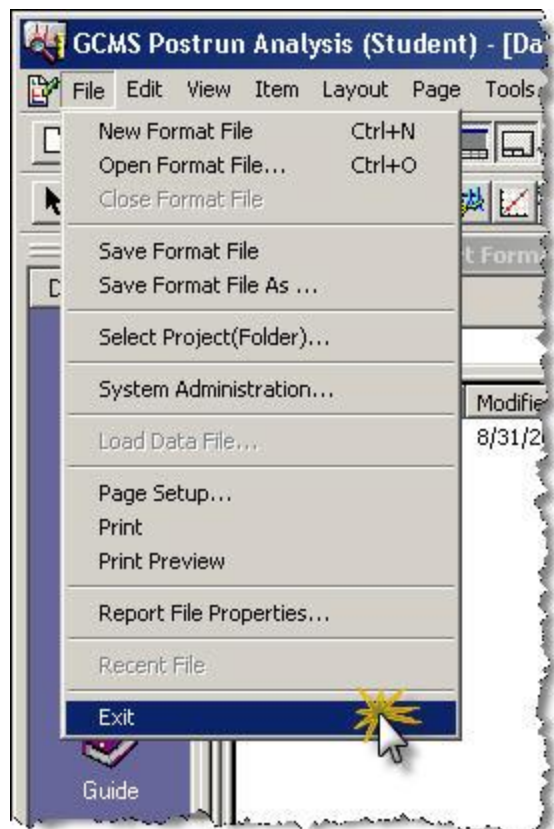 GCMS Postrun Analysis (Student) - [Da
File Edit View Item Layout Page Tools
New Format File Ctrl+N
Open Format File... Ctrl+O
Close Format File
t Form
Save Format File
Save Format File As ...
D
Select Project(Folder)...
System Administration...
Modifie
Load Data File...
8/31/2
Page Setup...
Print
Print Preview
Report File Properties...
Recent File
Exit
Guide